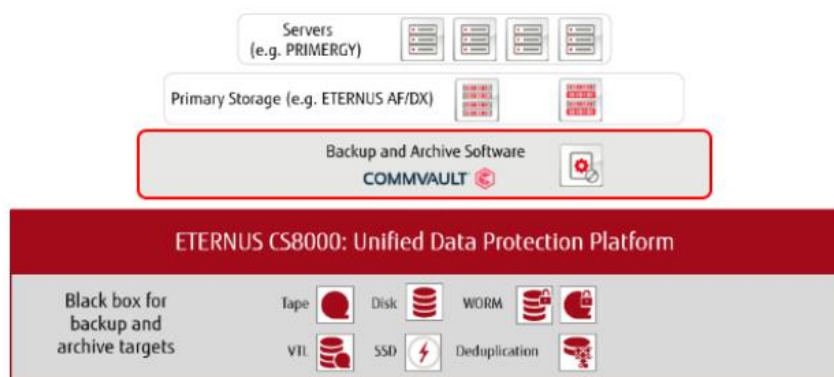 Servers
(e.g. PRIMERGY)
Primary Storage (e.g. ETERNUS AF/DX)
Backup and Archive Software
COMMVAULT
ETERNUS CS8000: Unified Data Protection Platform
Black box for
backup and
archive targets
Tape Disk WORM
VTL SSD Deduplication